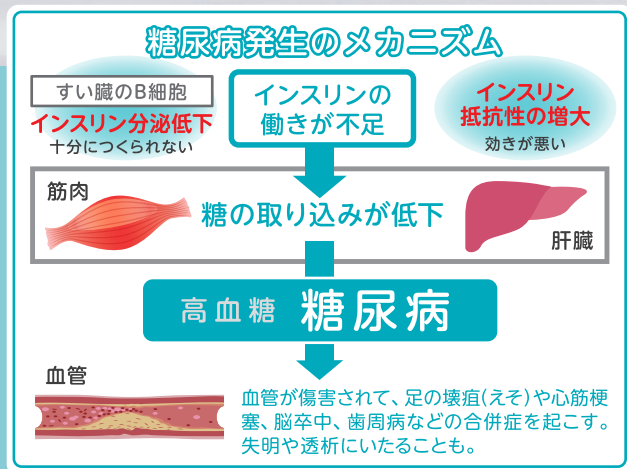 糖尿病発生のメカニズム
すい臓のB細胞
インスリン分泌低下
十分につくられない
インスリンの
働きが不足
インスリン
抵抗性の増大
効きが悪い
筋肉
糖の取り込みが低下
肝臓
高血糖 糖尿病
血管
血管が傷害されて、足の壊疽(えそ)や心筋梗
塞、脳卒中、歯周病などの合併症を起こす。
失明や透析にいたることも。